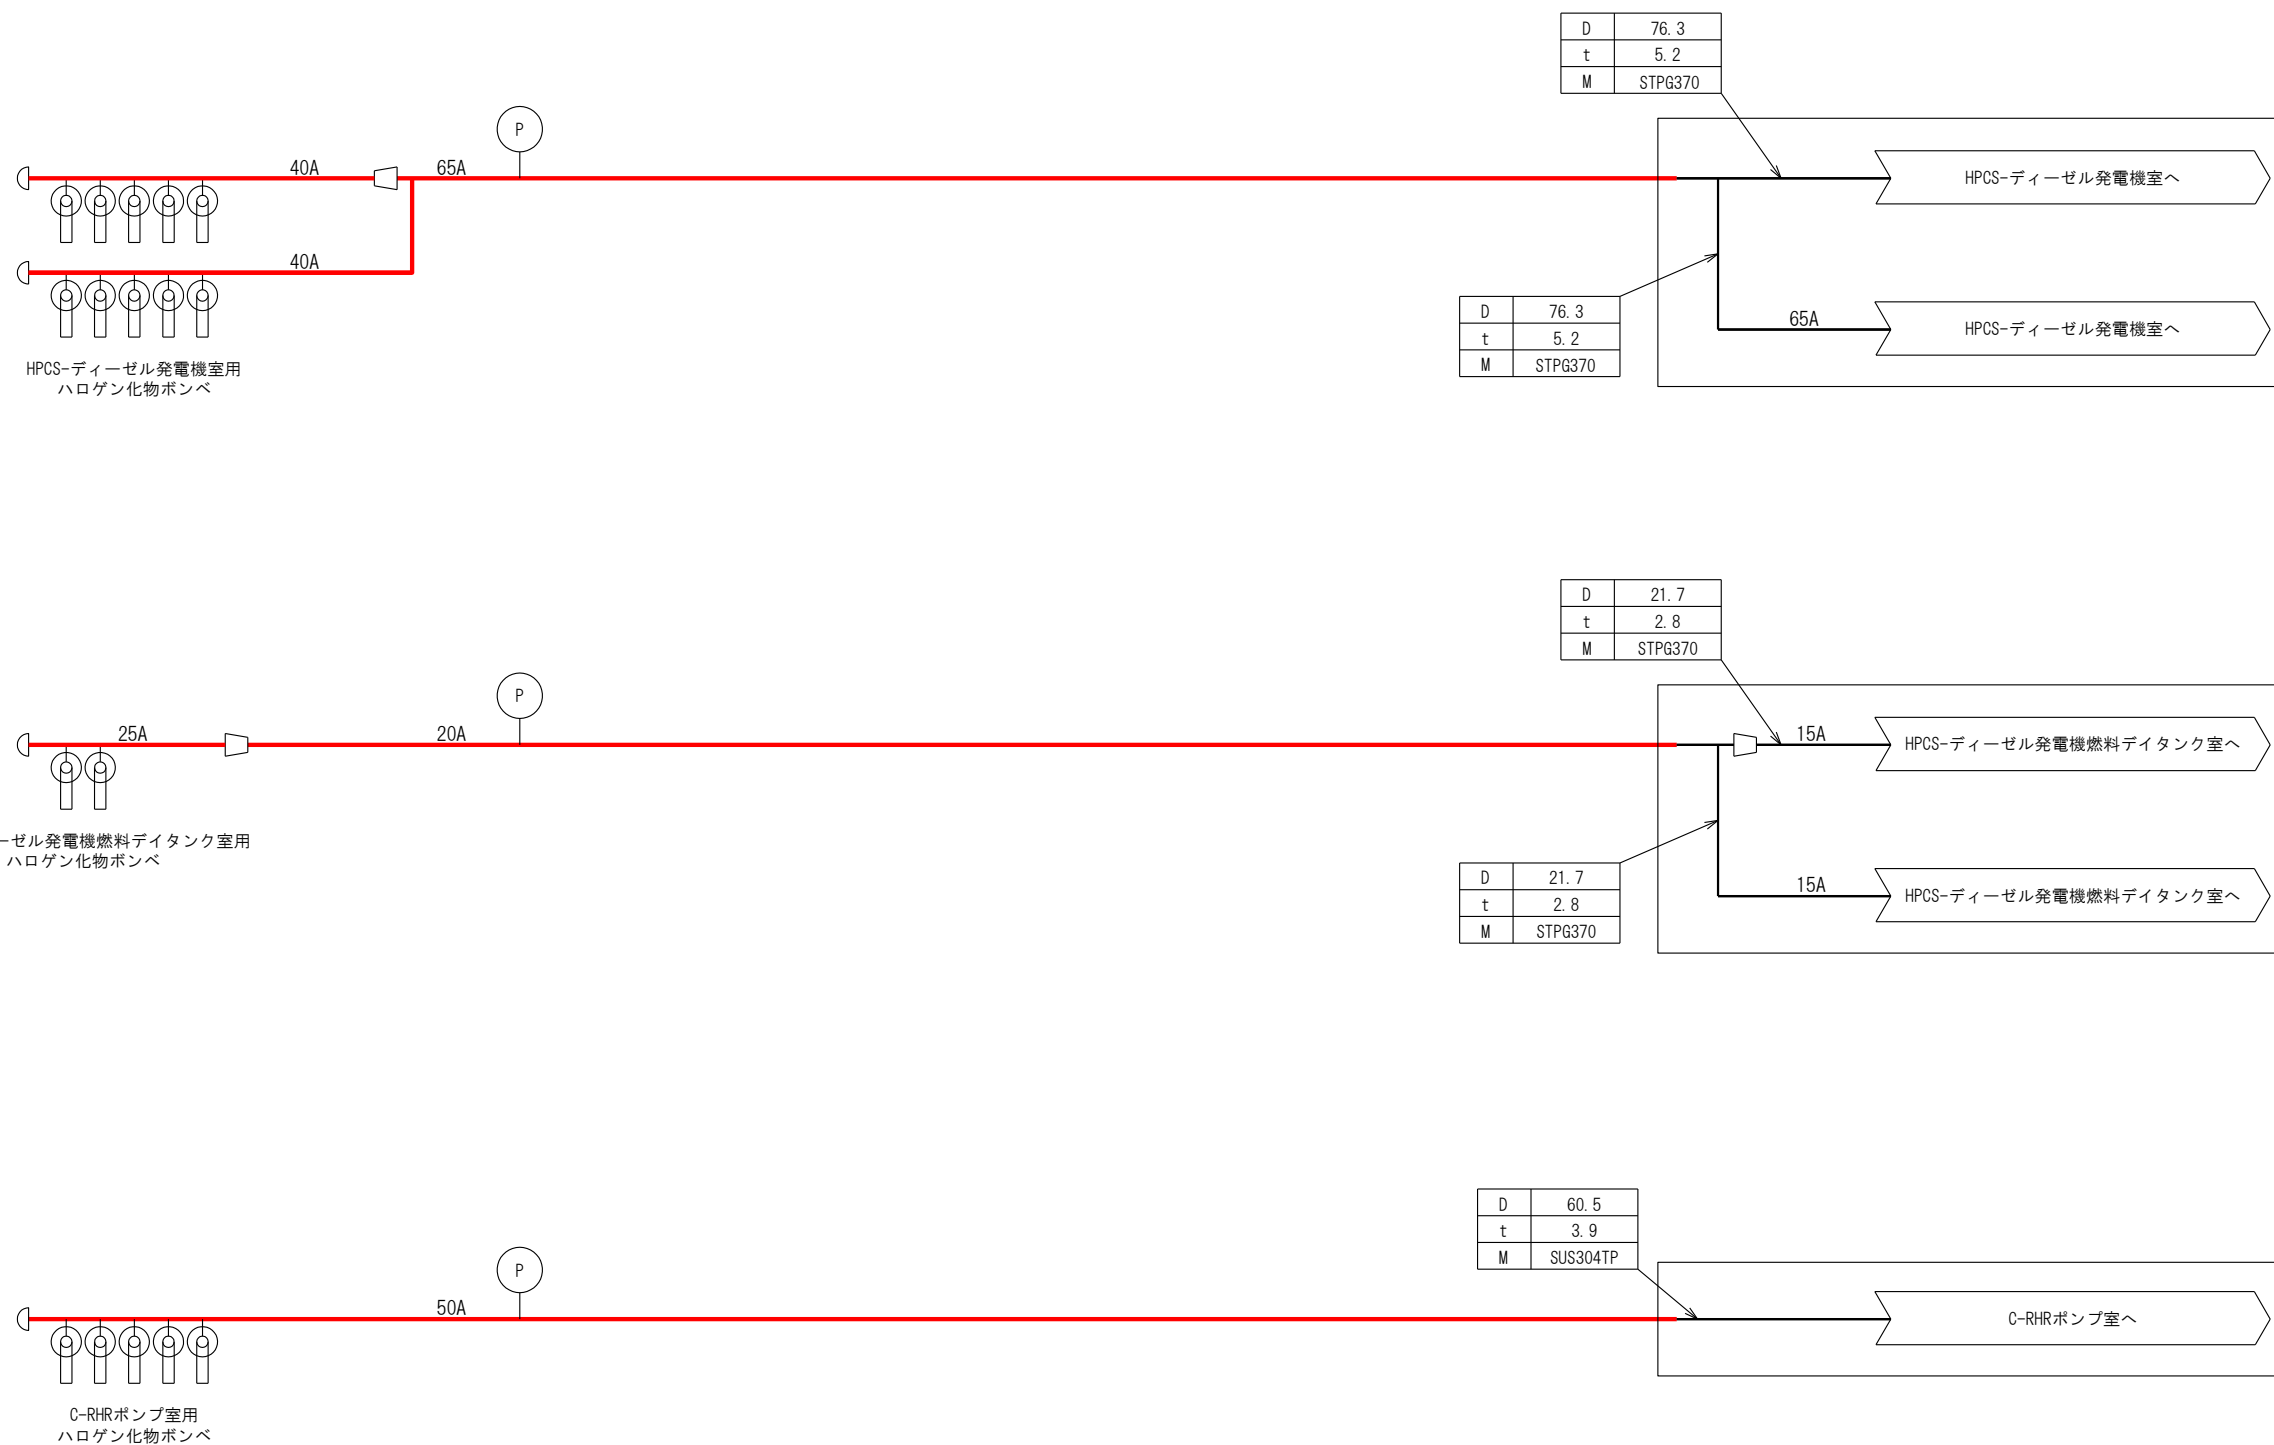 D 76.3
t 5.2
M STPG370
P
40A 65A
HPCS-ディーゼル発電機室へ
40A
D 76.3
t 5.2
M STPG370
65A
HPCS-ディーゼル発電機室へ
HPCS-ディーゼル発電機室用
ハロゲン化物ボンベ
D 21.7
t 2.8
M STPG370
P
25A 20A 15A
HPCS-ディーゼル発電機燃料デイタンク室へ
ーゼル発電機燃料デイタンク室用
ハロゲン化物ボンベ
D 21.7
t 2.8
M STPG370
15A
HPCS-ディーゼル発電機燃料デイタンク室へ
D 60.5
t 3.9
M SUS304TP
P
50A
C-RHRポンプ室へ
C-RHRポンプ室用
ハロゲン化物ボンベ